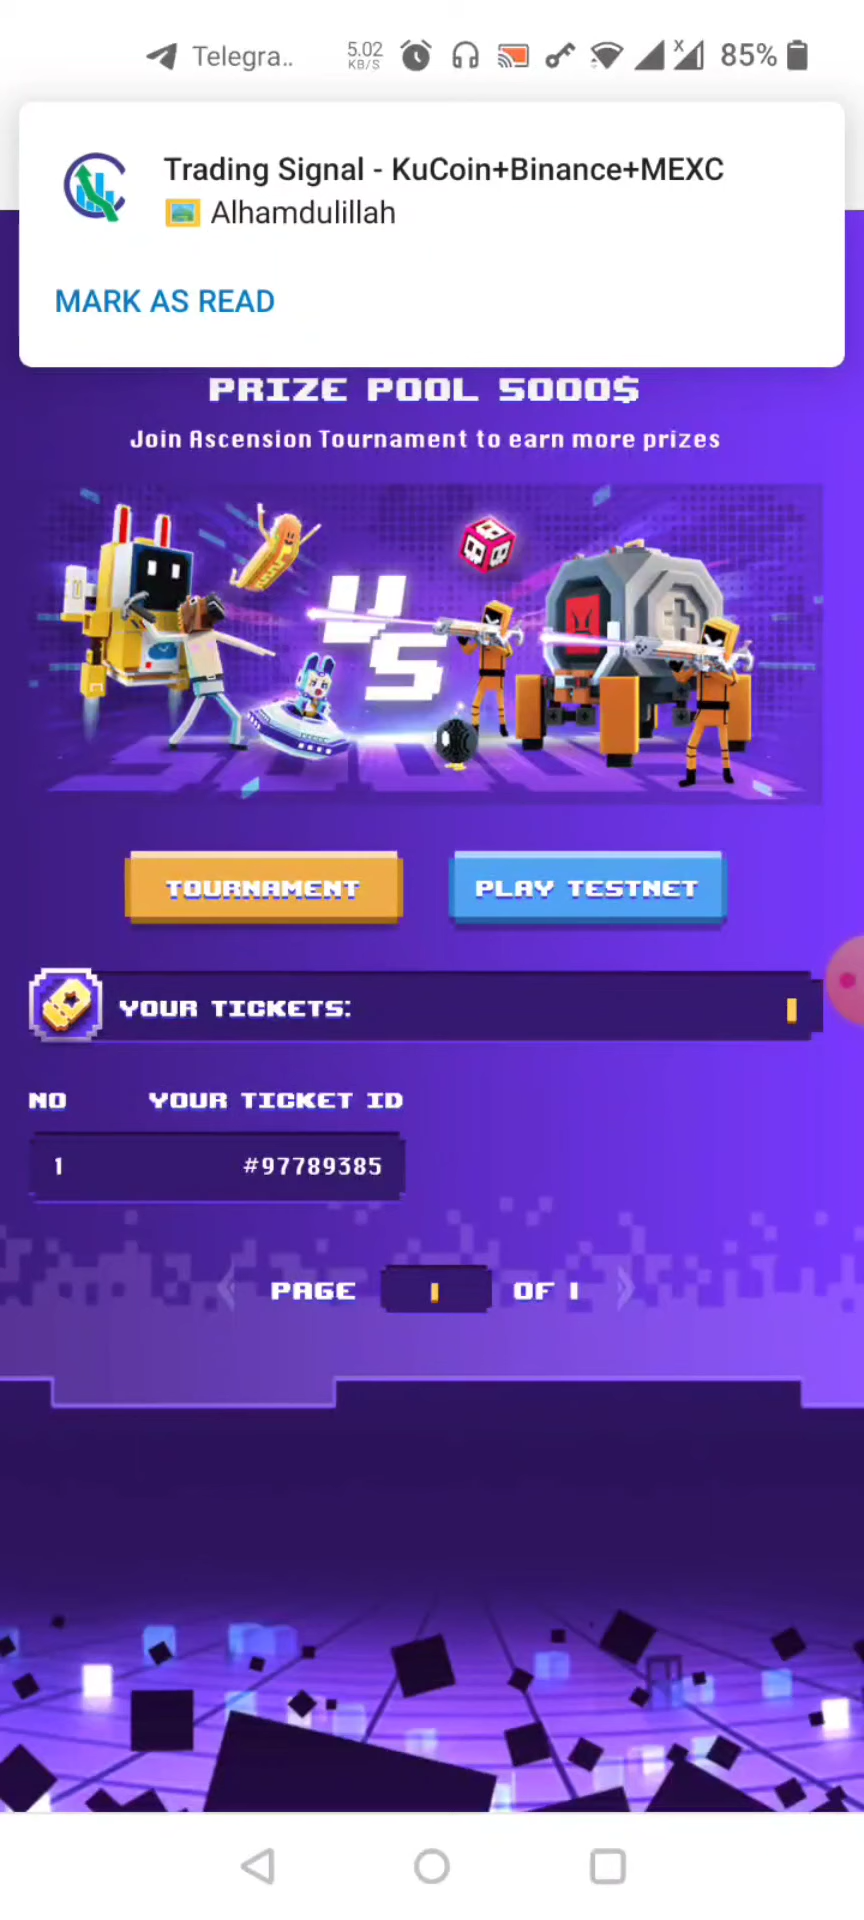 Telegra..
5.02
KB/S
X
85%
Trading Signal - KuCoin+Binance+MEXC
Alhamdulillah
MARK AS READ
PRIZE POOL 5000$
Join Ascension Tournament to earn more prizes
VS
TOURNAMENT
PLAY TESTNET
YOUR TICKETS:
1
NO
YOUR TICKET ID
1
#97789385
PAGE
1
OF 1